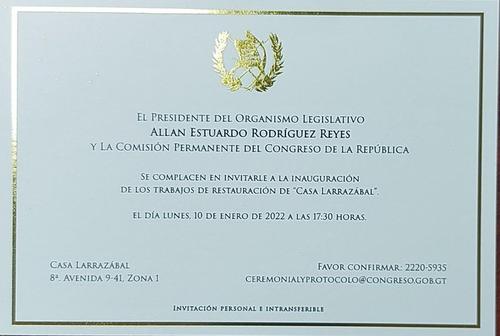 El Presidente del Organismo Legislativo
Allan Estuardo Rodríguez Reyes
y La Comisión Permanente del Congreso de la República
se complacen en invitarle a la inauguración
de los trabajos de restauración de "Casa Larrazábal".
el día lunes, 10 de enero de 2022 a las 17:30 horas.
Casa Larrazábal
8ª. Avenida 9-41, Zona 1
Favor confirmar: 2220-5935
ceremonialyprotocolo@congreso.gob.gt
Invitación personal e intransferible